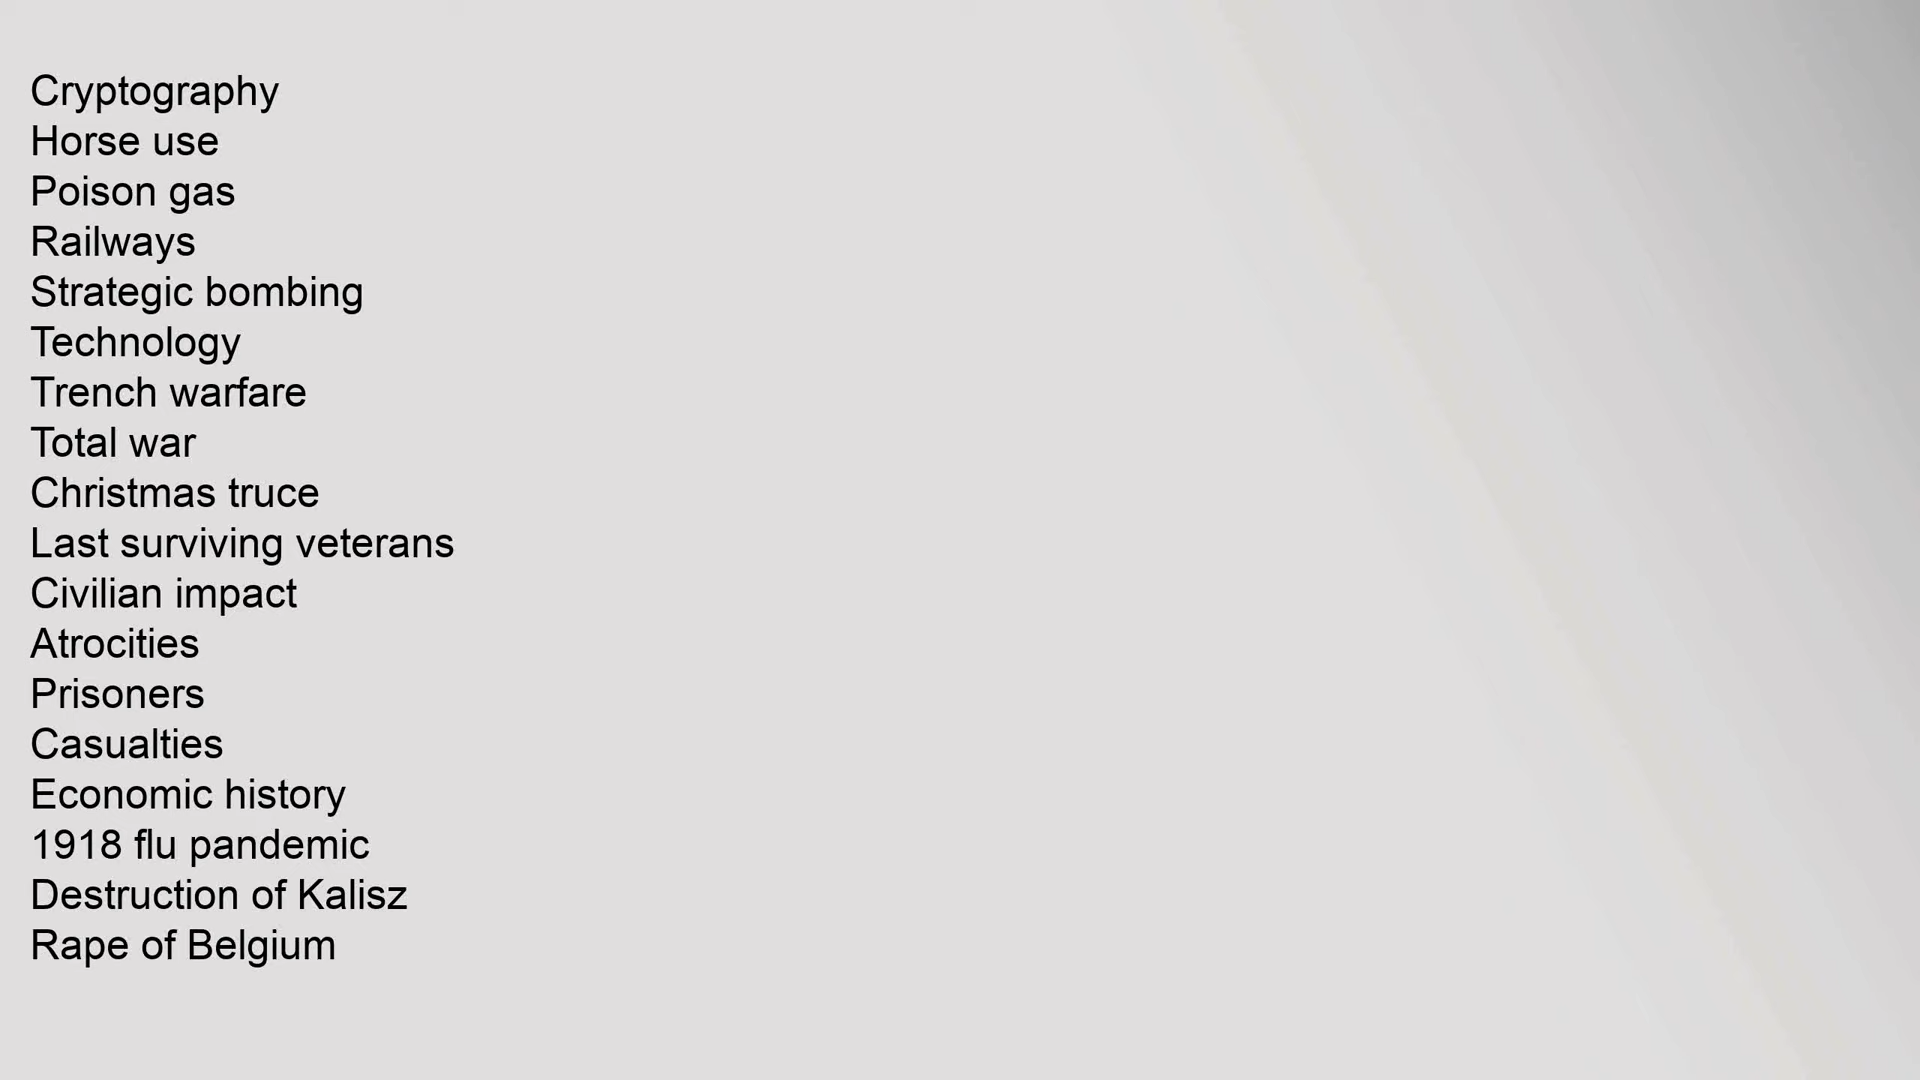 Cryptography
Horse use
Poison gas
Railways
Strategic bombing
Technology
Trench warfare
Total war
Christmas truce
Last surviving veterans
Civilian impact
Atrocities
Prisoners
Casualties
Economic history
1918 flu pandemic
Destruction of Kalisz
Rape of Belgium